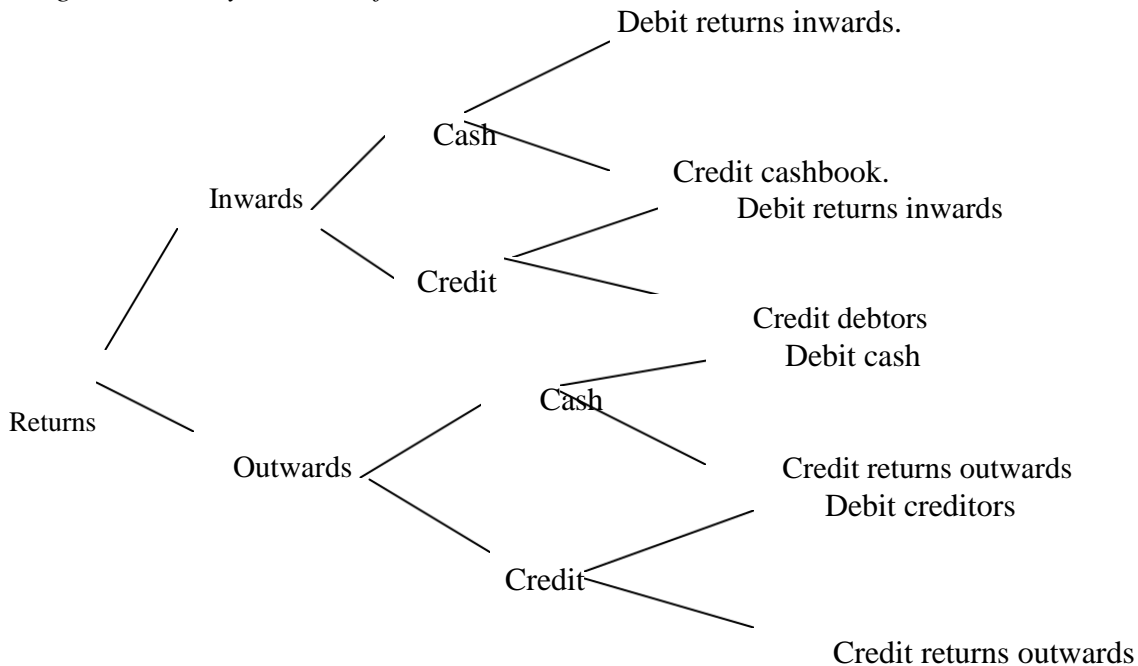 Debit returns inwards.
Cash
Credit cashbook.
Inwards
Debit returns inwards
Credit
Credit debtors
Debit cash
Cash
Returns
Outwards
Credit returns outwards
Debit creditors
Credit
Credit returns outwards